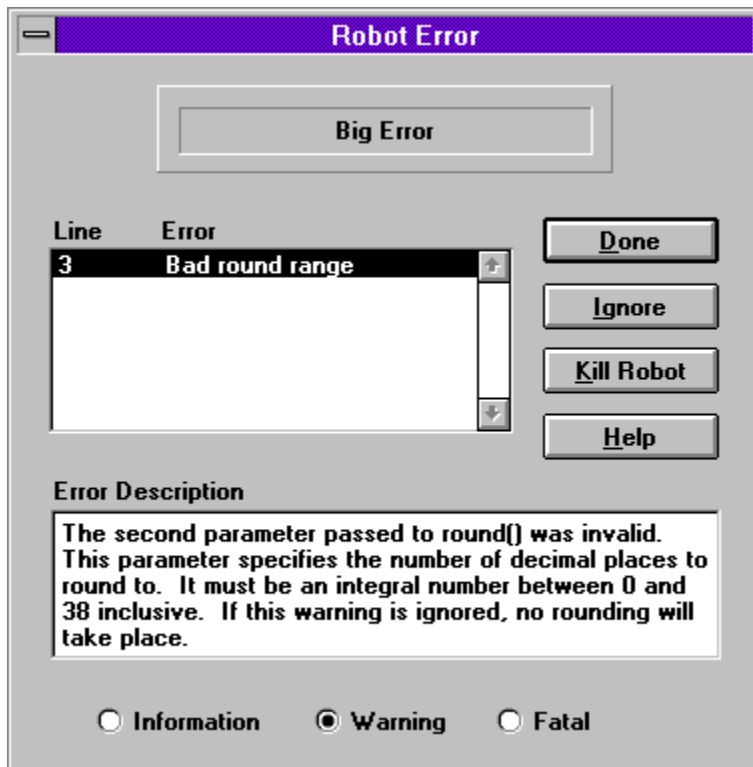 Robot Error
Big Error
Line Error
3 Bad round range
Done
Ignore
Kill Robot
Help
Error Description
The second parameter passed to round() was invalid.
This parameter specifies the number of decimal places to
round to.  It must be an integral number between 0 and
38 inclusive.  If this warning is ignored, no rounding will
take place.
Information Warning Fatal